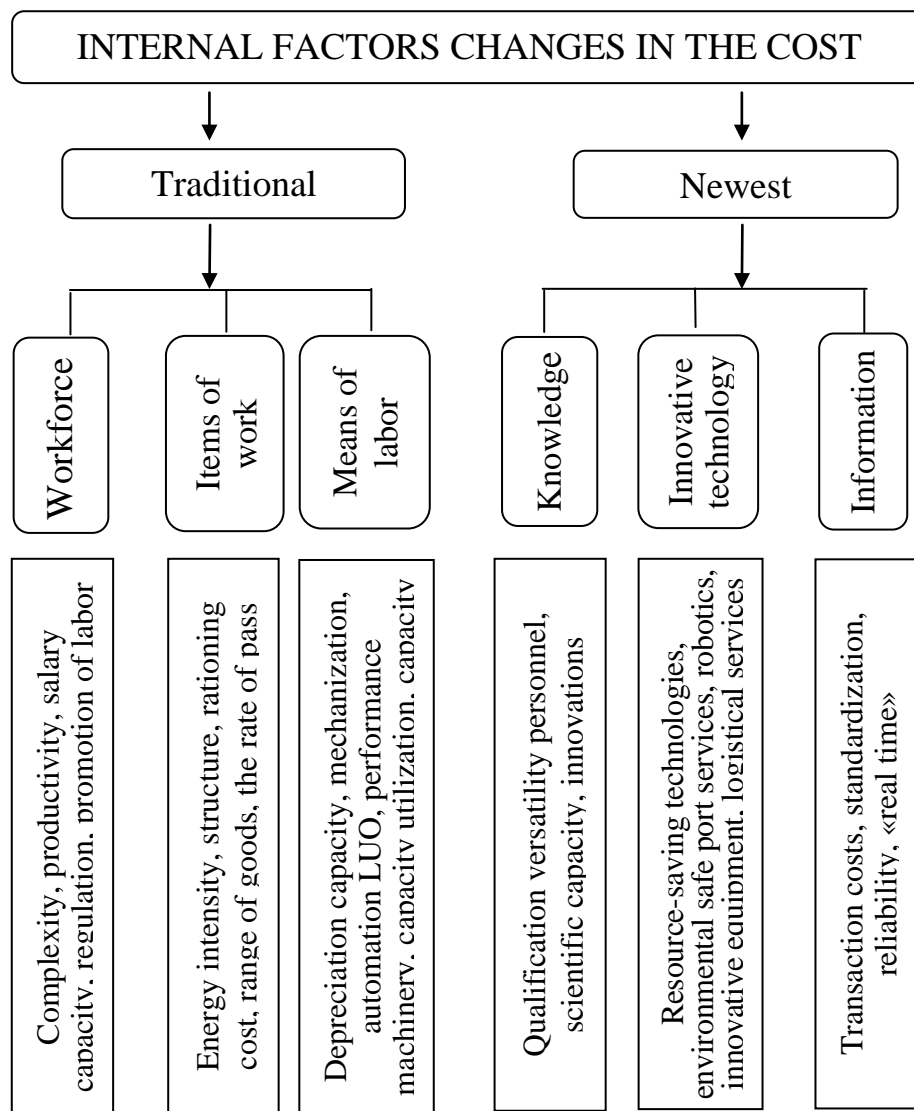 INTERNAL FACTORS CHANGES IN THE COST
Traditional
Newest
Workforce
Items of
work
Means of
labor
Knowledge
Innovative
technology
Information
Complexity, productivity, salary
capacity, regulation, promotion of labor
Energy intensity, structure, rationing
cost, range of goods, the rate of pass
Depreciation capacity, mechanization,
automation LUO, performance
machinery, capacity utilization, capacity
Qualification versatility personnel,
scientific capacity, innovations
Resource-saving technologies,
environmental safe port services, robotics,
innovative equipment, logistical services
Transaction costs, standardization,
reliability, «real time»